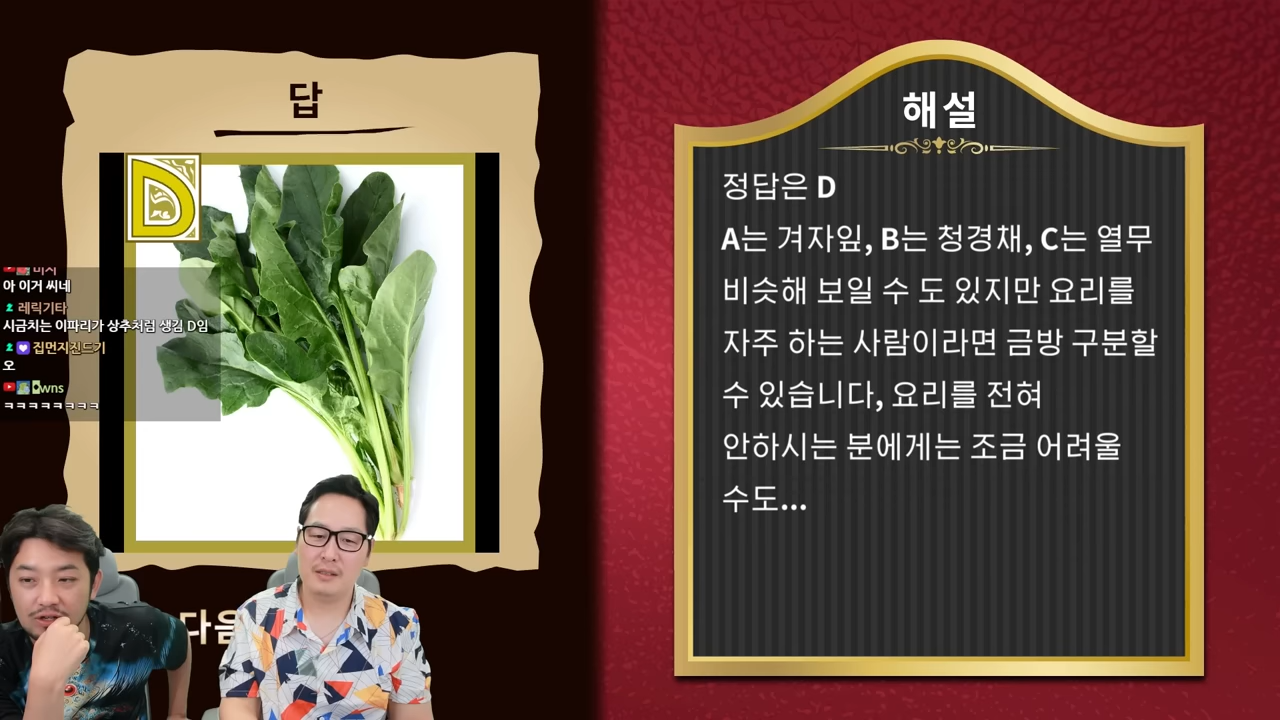 답
D
아 이거 씨네
레릭기타
시금치는 이파리가 상추처럼 생김 D임
집먼지진드기
오
wns
ㅋㅋㅋㅋㅋㅋㅋㅋ
다음
해설
정답은 D
A는 겨자잎, B는 청경채, C는 열무
비슷해 보일 수 도 있지만 요리를
자주 하는 사람이라면 금방 구분할
수 있습니다, 요리를 전혀
안하시는 분에게는 조금 어려울
수도...